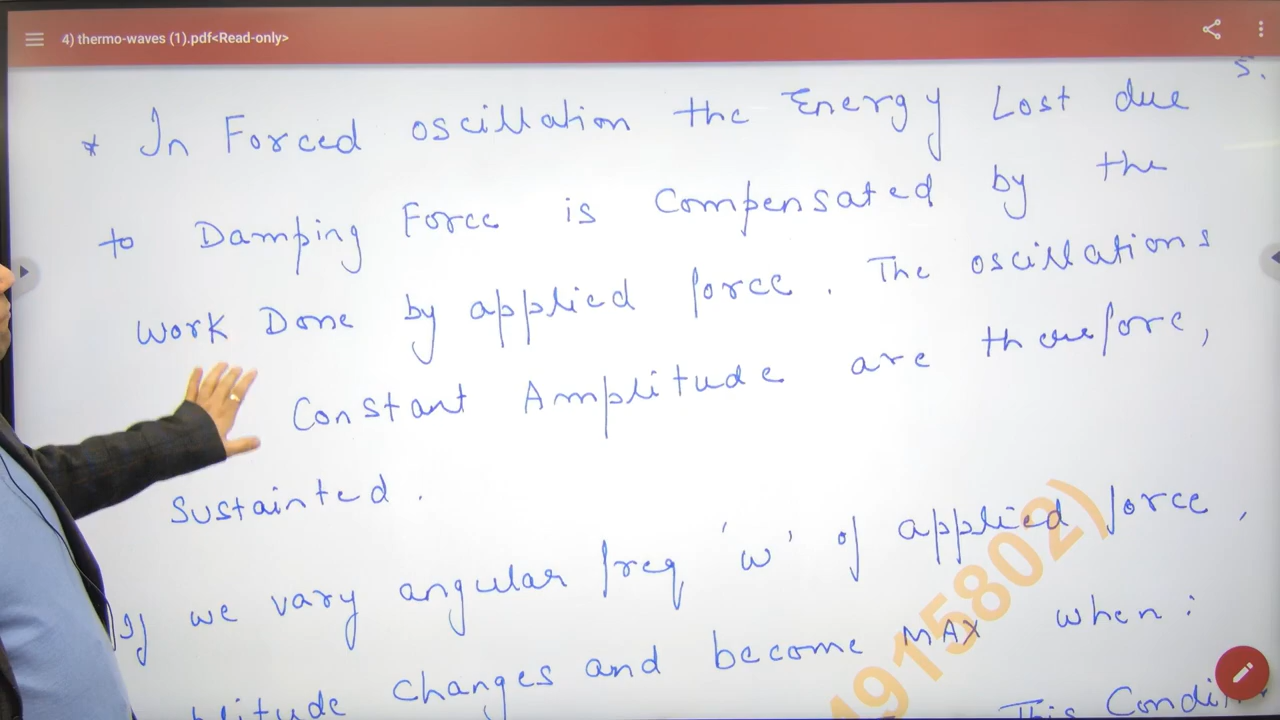 4) thermo-waves (1).pdf<Read-only>
5.
* In Forced oscillation the Energy Lost due
to Damping Force is Compensated by the
Work Done by applied force. The oscillations
Constant Amplitude are therefore,
Sustainted.
If we vary angular freq 'w' of applied force,
changes and become MAX when:
This
4915802)